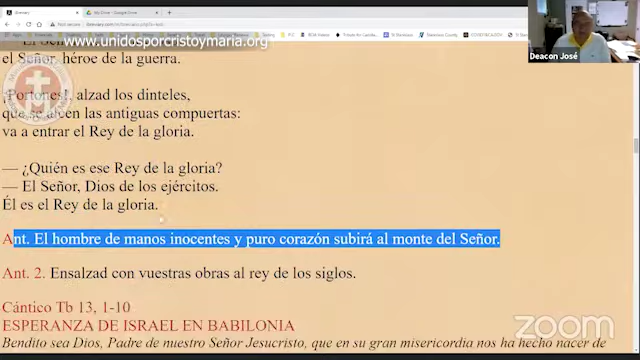 www.unidosporcristoymaria.org
Deacon José
el Señor, héroe de la guerra.
¡Portones!, alzad los dinteles,
que se alcen las antiguas compuertas:
va a entrar el Rey de la gloria.
— ¿Quién es ese Rey de la gloria?
— El Señor, Dios de los ejércitos.
Él es el Rey de la gloria.
Ant. El hombre de manos inocentes y puro corazón subirá al monte del Señor.
Ant. 2. Ensalzad con vuestras obras al rey de los siglos.
Cántico Tb 13, 1-10
ESPERANZA DE ISRAEL EN BABILONIA
Bendito sea Dios, Padre de nuestro Señor Jesucristo, que en su gran misericordia nos ha hecho nacer de
zoom